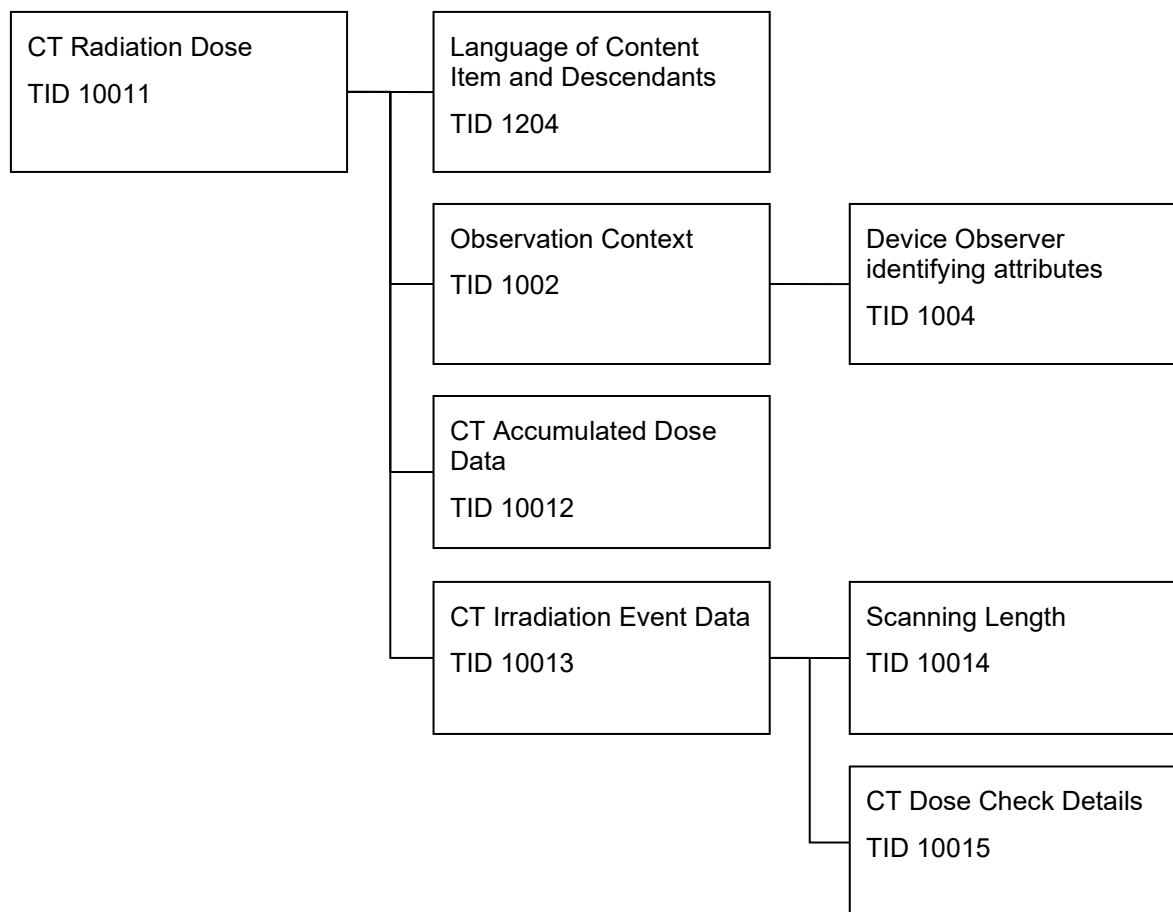 CT Radiation Dose
TID 10011
Language of Content
Item and Descendants
TID 1204
Observation Context
TID 1002
Device Observer
identifying attributes
TID 1004
CT Accumulated Dose
Data
TID 10012
CT Irradiation Event Data
TID 10013
Scanning Length
TID 10014
CT Dose Check Details
TID 10015